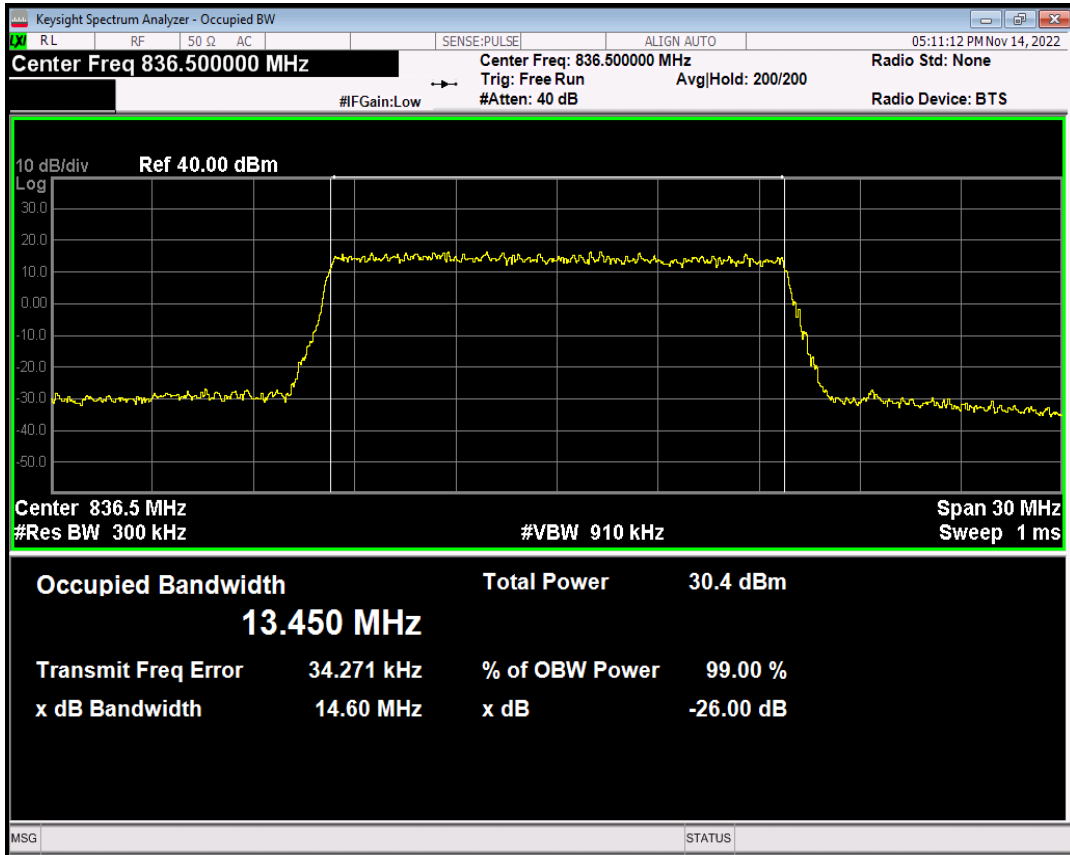 Keysight Spectrum Analyzer - Occupied BW
LXI RL RF 50 Ω AC SENSE:PULSE ALIGN AUTO 05:11:12 PM Nov 14, 2022
Center Freq 836.500000 MHz Center Freq: 836.500000 MHz Radio Std: None
Trig: Free Run Avg|Hold: 200/200
#IFGain:Low #Atten: 40 dB Radio Device: BTS
10 dB/div Ref 40.00 dBm
Log
30.0
20.0
10.0
0.00
-10.0
-20.0
-30.0
-40.0
-50.0
Center 836.5 MHz Span 30 MHz
#Res BW 300 kHz #VBW 910 kHz Sweep 1 ms
Occupied Bandwidth Total Power 30.4 dBm
13.450 MHz
Transmit Freq Error 34.271 kHz % of OBW Power 99.00 %
x dB Bandwidth 14.60 MHz x dB -26.00 dB
MSG STATUS